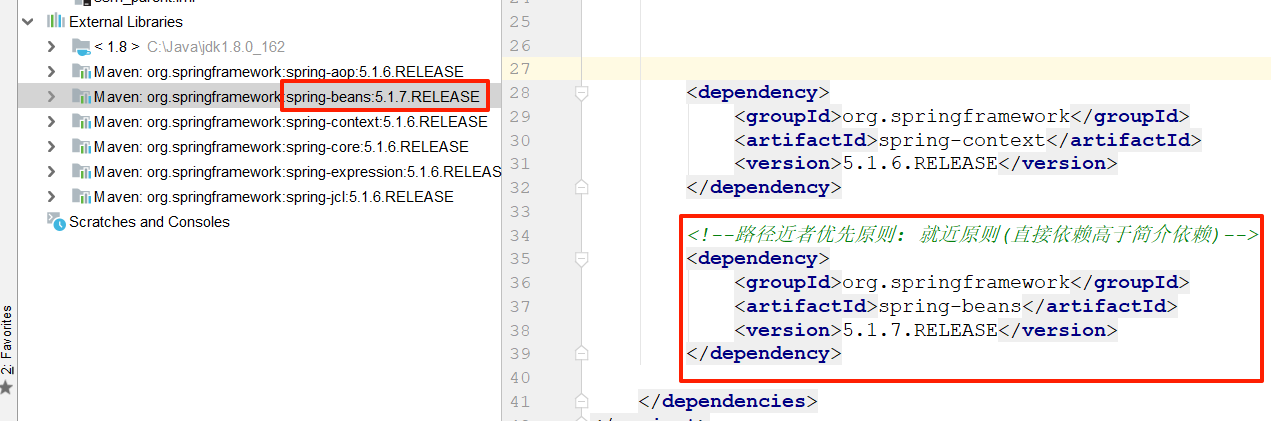 ssm_parent.iml
External Libraries
< 1.8 > C:\Java\jdk1.8.0_162
Maven: org.springframework:spring-aop:5.1.6.RELEASE
Maven: org.springframework:spring-beans:5.1.7.RELEASE
Maven: org.springframework:spring-context:5.1.6.RELEASE
Maven: org.springframework:spring-core:5.1.6.RELEASE
Maven: org.springframework:spring-expression:5.1.6.RELEAS
Maven: org.springframework:spring-jcl:5.1.6.RELEASE
Scratches and Consoles
2: Favorites
24
25
26
27
28 <dependency>
29 <groupId>org.springframework</groupId>
30 <artifactId>spring-context</artifactId>
31 <version>5.1.6.RELEASE</version>
32 </dependency>
33
34 <!--路径近者优先原则: 就近原则(直接依赖高于简介依赖)-->
35 <dependency>
36 <groupId>org.springframework</groupId>
37 <artifactId>spring-beans</artifactId>
38 <version>5.1.7.RELEASE</version>
39 </dependency>
40
41 </dependencies>